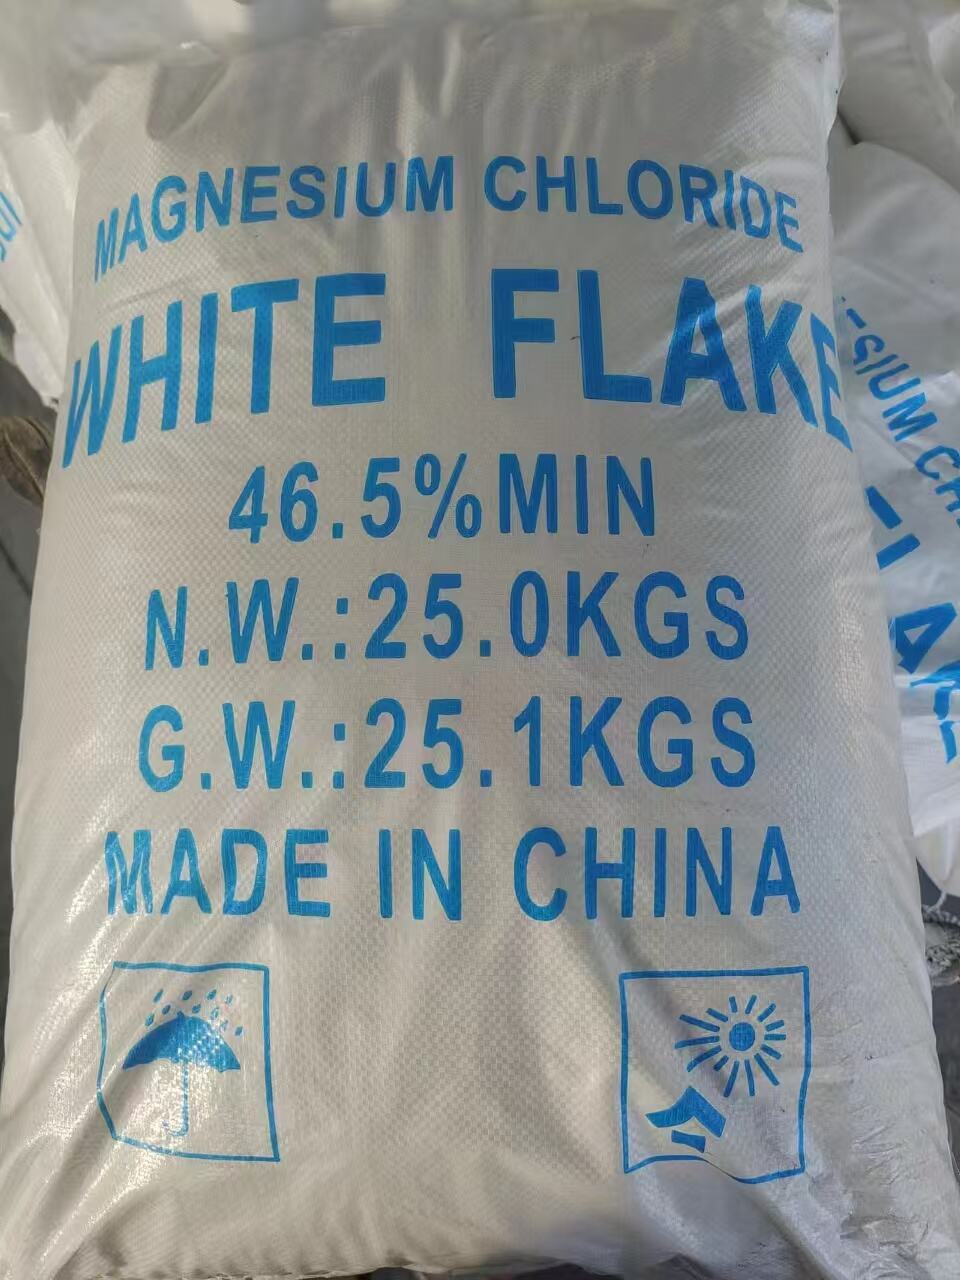 MAGNESIUM CHLORIDE
WHITE FLAKE
46.5%MIN
N.W.:25.0KGS
G.W.:25.1KGS
MADE IN CHINA